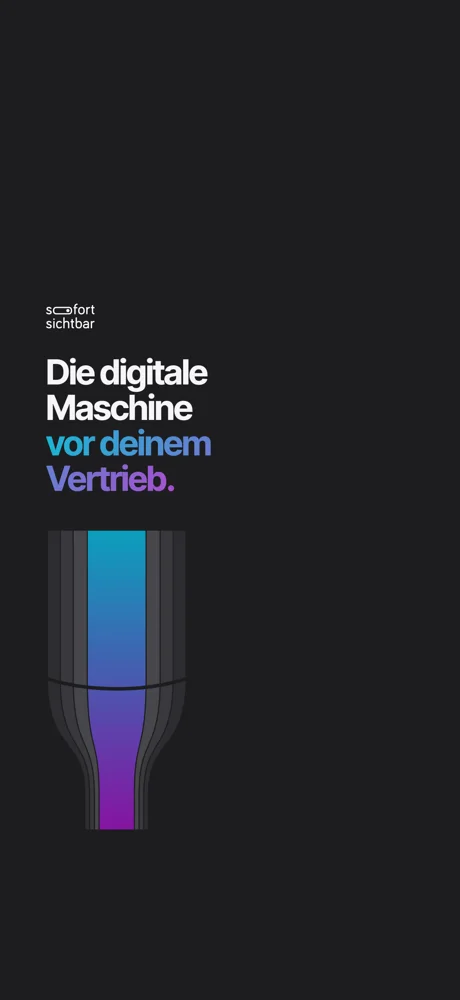 sofort
sichtbar
Die digitale
Maschine
vor deinem
Vertrieb.